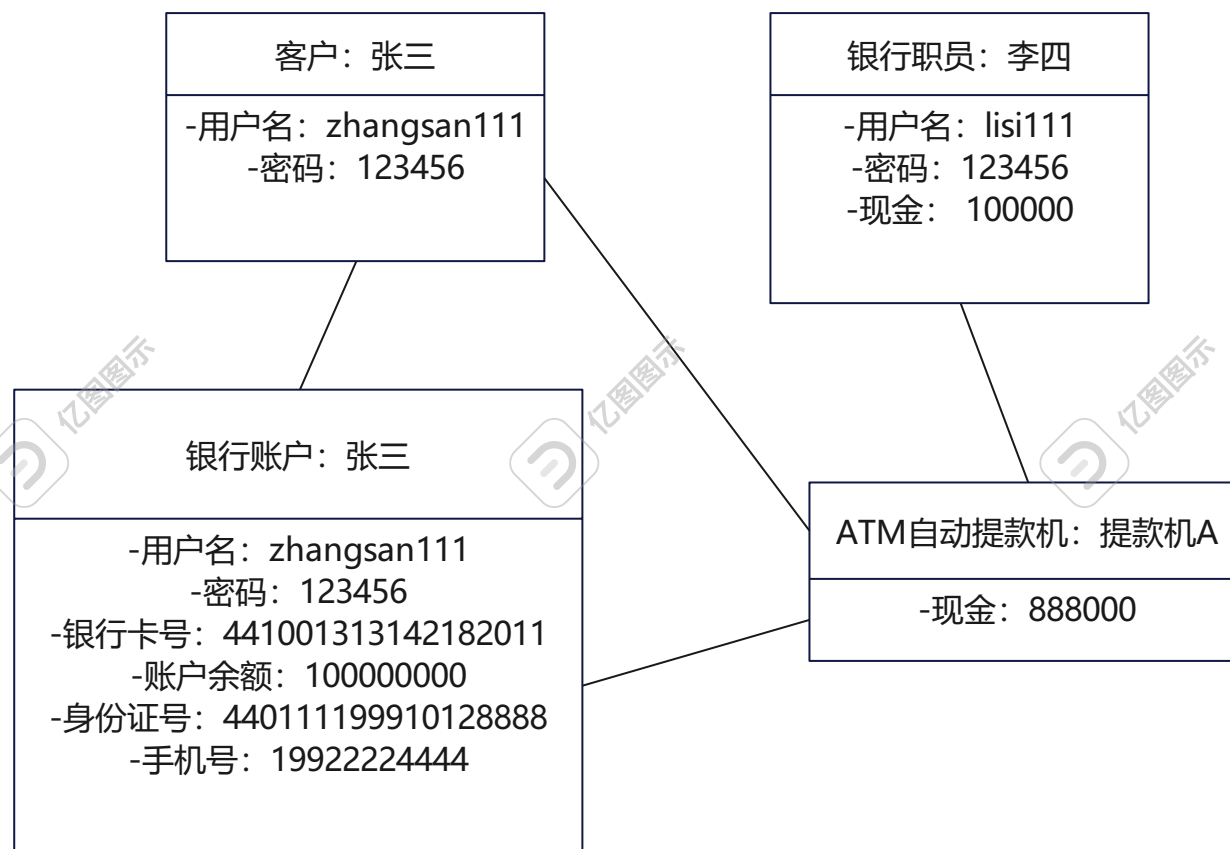 客户：张三
-用户名：zhangsan111
-密码：123456
银行职员：李四
-用户名：lisi111
-密码：123456
-现金： 100000
银行账户：张三
-用户名：zhangsan111
-密码：123456
-银行卡号：441001313142182011
-账户余额：100000000
-身份证号：440111199910128888
-手机号：19922224444
ATM自动提款机：提款机A
-现金：888000
亿图图示
亿图图示
亿图图示